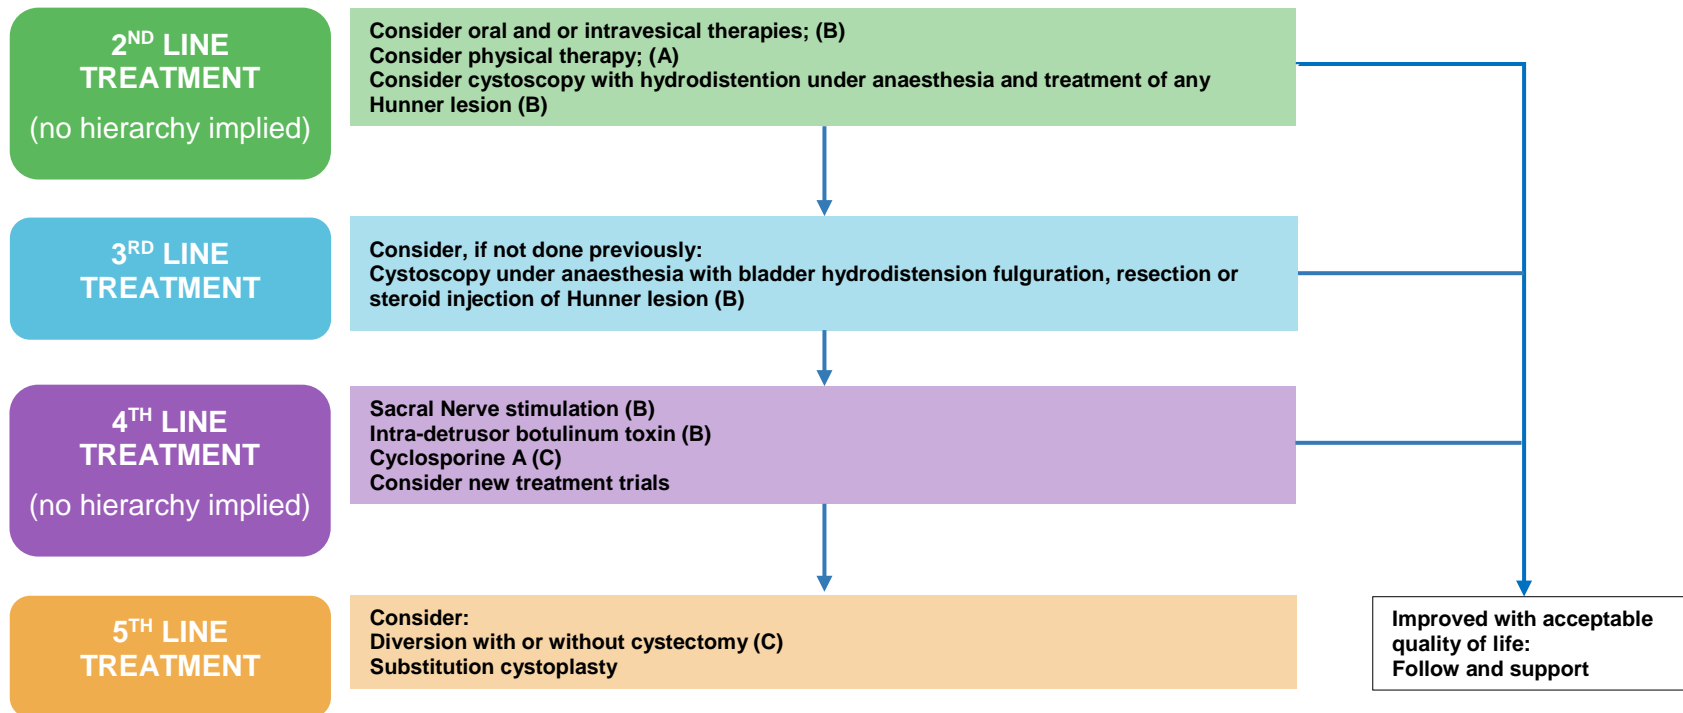 2ND LINE
TREATMENT
(no hierarchy implied)
Consider oral and or intravesical therapies; (B)
Consider physical therapy; (A)
Consider cystoscopy with hydrodistention under anaesthesia and treatment of any
Hunner lesion (B)
3RD LINE
TREATMENT
Consider, if not done previously:
Cystoscopy under anaesthesia with bladder hydrodistension fulguration, resection or
steroid injection of Hunner lesion (B)
4TH LINE
TREATMENT
(no hierarchy implied)
Sacral Nerve stimulation (B)
Intra-detrusor botulinum toxin (B)
Cyclosporine A (C)
Consider new treatment trials
5TH LINE
TREATMENT
Consider:
Diversion with or without cystectomy (C)
Substitution cystoplasty
Improved with acceptable
quality of life:
Follow and support